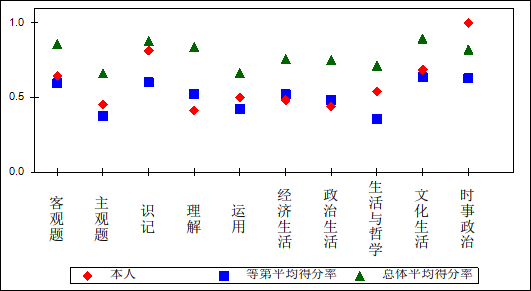 1.0
0.5
0.0
客观题
主观题
识记
理解
运用
经济生活
政治生活
生活与哲学
文化生活
时事政治
本人
等第平均得分率
总体平均得分率